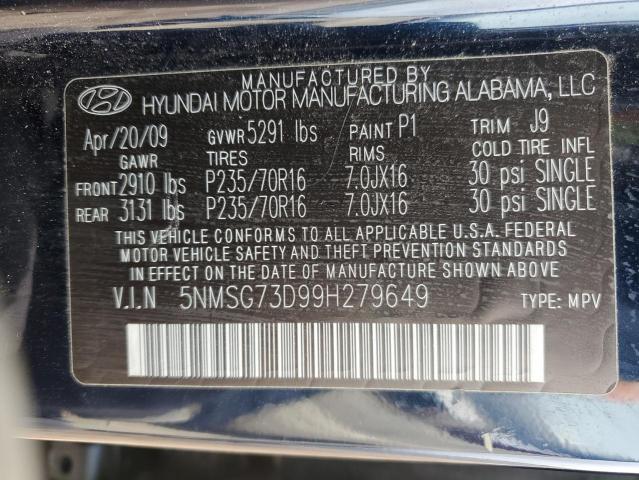 MANUFACTURED BY
HYUNDAI MOTOR MANUFACTURING ALABAMA, LLC
Apr/20/09 GVWR 5291 lbs PAINT P1 TRIM J9
GAWR TIRES RIMS COLD TIRE INFL
FRONT 2910 lbs P235/70R16 7.0JX16 30 psi SINGLE
REAR 3131 lbs P235/70R16 7.0JX16 30 psi SINGLE
THIS VEHICLE CONFORMS TO ALL APPLICABLE U.S.A. FEDERAL
MOTOR VEHICLE SAFETY AND THEFT PREVENTION STANDARDS
IN EFFECT ON THE DATE OF MANUFACTURE SHOWN ABOVE
V.I.N 5NMSG73D99H279649 TYPE: MPV